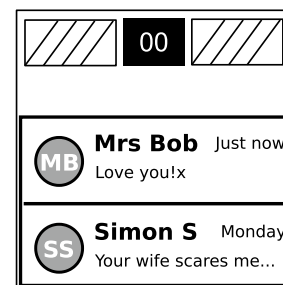 00
Mrs Bob Just now
MB
Love you!x
Simon S Monday
SS
Your wife scares me...